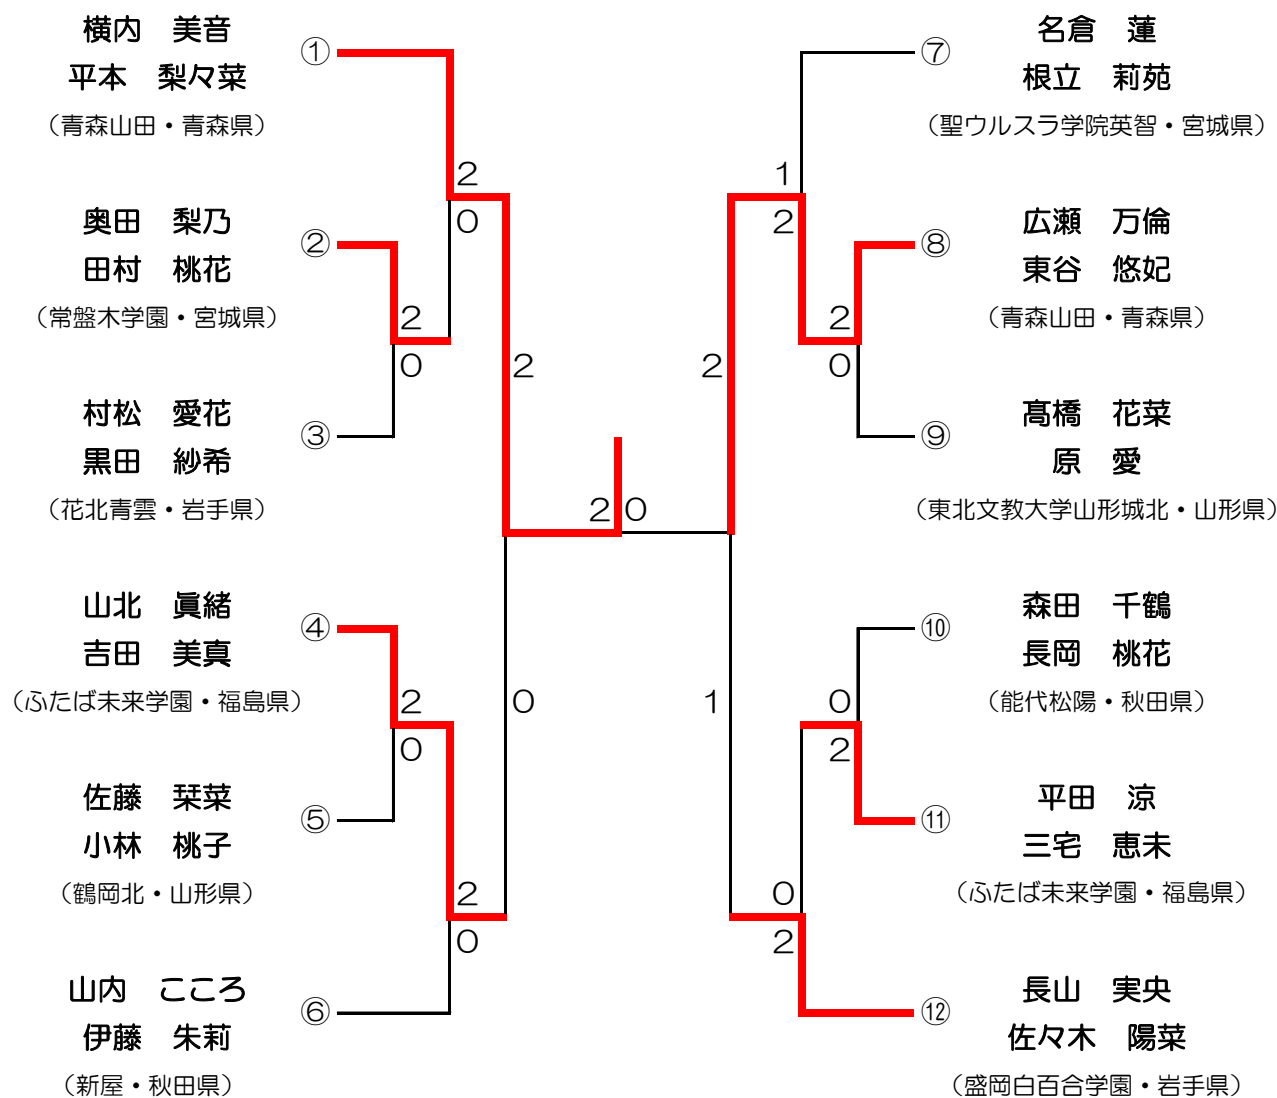 横内　美音
平本　梨々菜
（青森山田・青森県）
①
奥田　梨乃
田村　桃花
（常盤木学園・宮城県）
②
村松　愛花
黒田　紗希
（花北青雲・岩手県）
③
山北　眞緒
吉田　美真
（ふたば未来学園・福島県）
④
佐藤　栞菜
小林　桃子
（鶴岡北・山形県）
⑤
山内　こころ
伊藤　朱莉
（新屋・秋田県）
⑥
2
0
2
0
2
2
0
0
2
0
2
0
1
2
2
2
0
1
0
2
0
2
⑦
名倉　蓮
根立　莉苑
（聖ウルスラ学院英智・宮城県）
⑧
広瀬　万倫
東谷　悠妃
（青森山田・青森県）
⑨
髙橋　花菜
原　愛
（東北文教大学山形城北・山形県）
⑩
森田　千鶴
長岡　桃花
（能代松陽・秋田県）
⑪
平田　涼
三宅　恵未
（ふたば未来学園・福島県）
⑫
長山　実央
佐々木　陽菜
（盛岡白百合学園・岩手県）